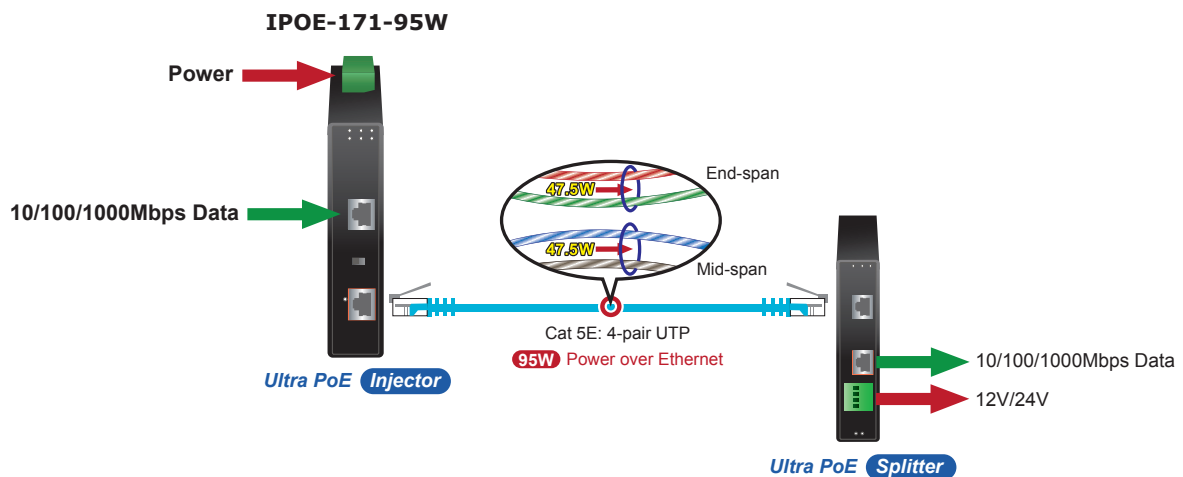 IPOE-171-95W
Power
10/100/1000Mbps Data
47.5W
End-span
47.5W
Mid-span
Cat 5E: 4-pair UTP
95W Power over Ethernet
Ultra PoE Injector
10/100/1000Mbps Data
12V/24V
Ultra PoE Splitter